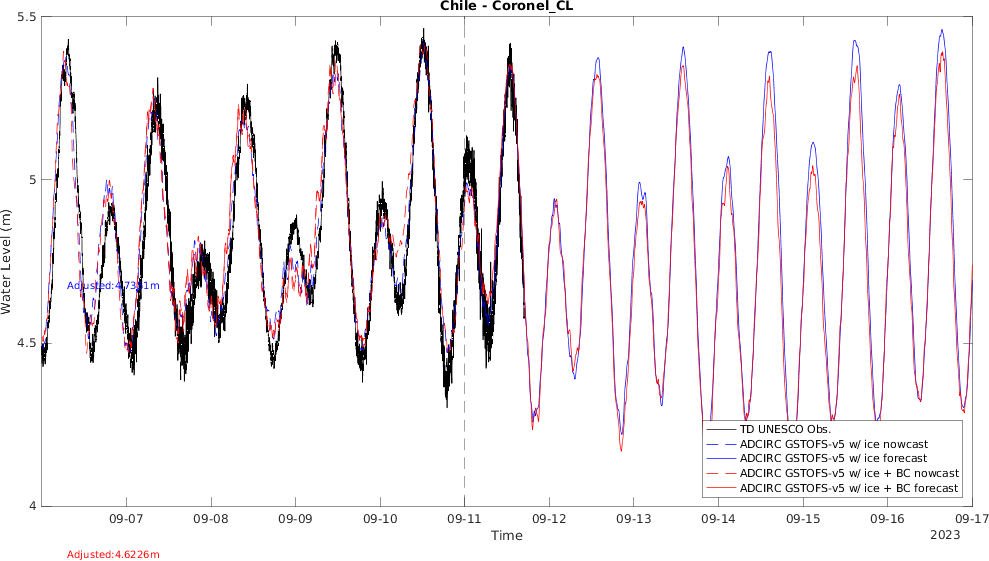 Chile - Coronel_CL
5.5
5
4.5
4
Water Level (m)
Adjusted:4.7351m
TD UNESCO Obs.
ADCIRC GSTOFS-v5 w/ ice nowcast
ADCIRC GSTOFS-v5 w/ ice forecast
ADCIRC GSTOFS-v5 w/ ice + BC nowcast
ADCIRC GSTOFS-v5 w/ ice + BC forecast
09-07 09-08 09-09 09-10 09-11 09-12 09-13 09-14 09-15 09-16 09-17
Time
2023
Adjusted:4.6226m